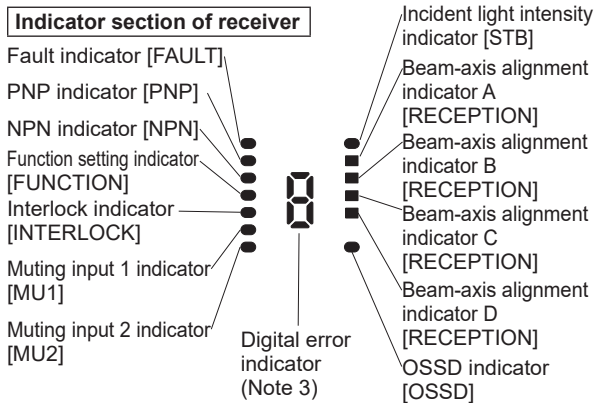 Indicator section of receiver
Fault indicator [FAULT]
PNP indicator [PNP]
NPN indicator [NPN]
Function setting indicator
[FUNCTION]
Interlock indicator
[INTERLOCK]
Muting input 1 indicator
[MU1]
Muting input 2 indicator
[MU2]
8
Digital error
indicator
(Note 3)
Incident light intensity
indicator [STB]
Beam-axis alignment
indicator A
[RECEPTION]
Beam-axis alignment
indicator B
[RECEPTION]
Beam-axis alignment
indicator C
[RECEPTION]
Beam-axis alignment
indicator D
[RECEPTION]
OSSD indicator
[OSSD]